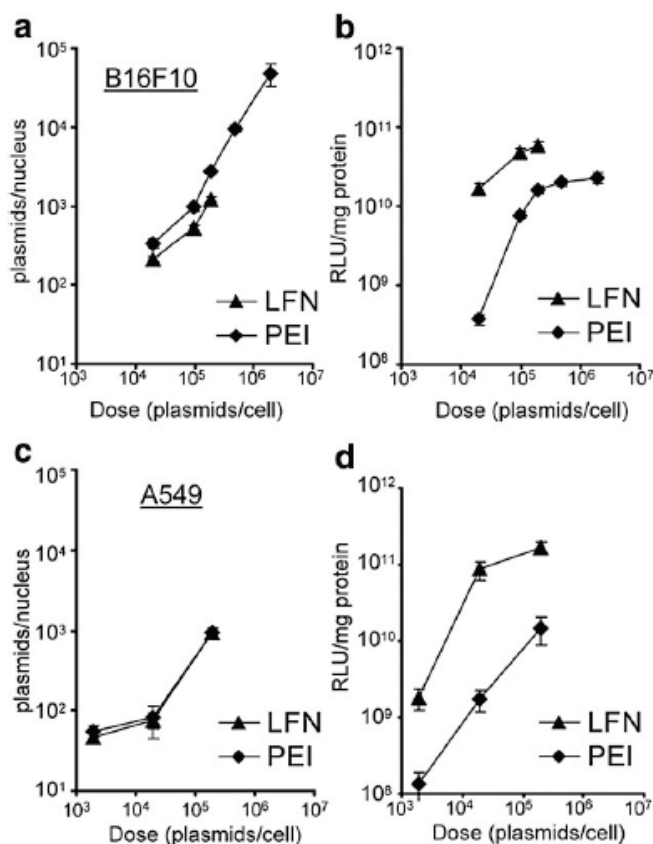 a
B16F10
plasmids/nucleus
10⁵
10⁴
10³
10²
10¹
10³ 10⁴ 10⁵ 10⁶ 10⁷
Dose (plasmids/cell)
LFN
PEI
b
RLU/mg protein
10¹²
10¹¹
10¹⁰
10⁹
10⁸
10³ 10⁴ 10⁵ 10⁶ 10⁷
Dose (plasmids/cell)
LFN
PEI
c
A549
plasmids/nucleus
10⁵
10⁴
10³
10²
10¹
10³ 10⁴ 10⁵ 10⁶ 10⁷
Dose (plasmids/cell)
LFN
PEI
d
RLU/mg protein
10¹²
10¹¹
10¹⁰
10⁹
10⁸
10³ 10⁴ 10⁵ 10⁶ 10⁷
Dose (plasmids/cell)
LFN
PEI